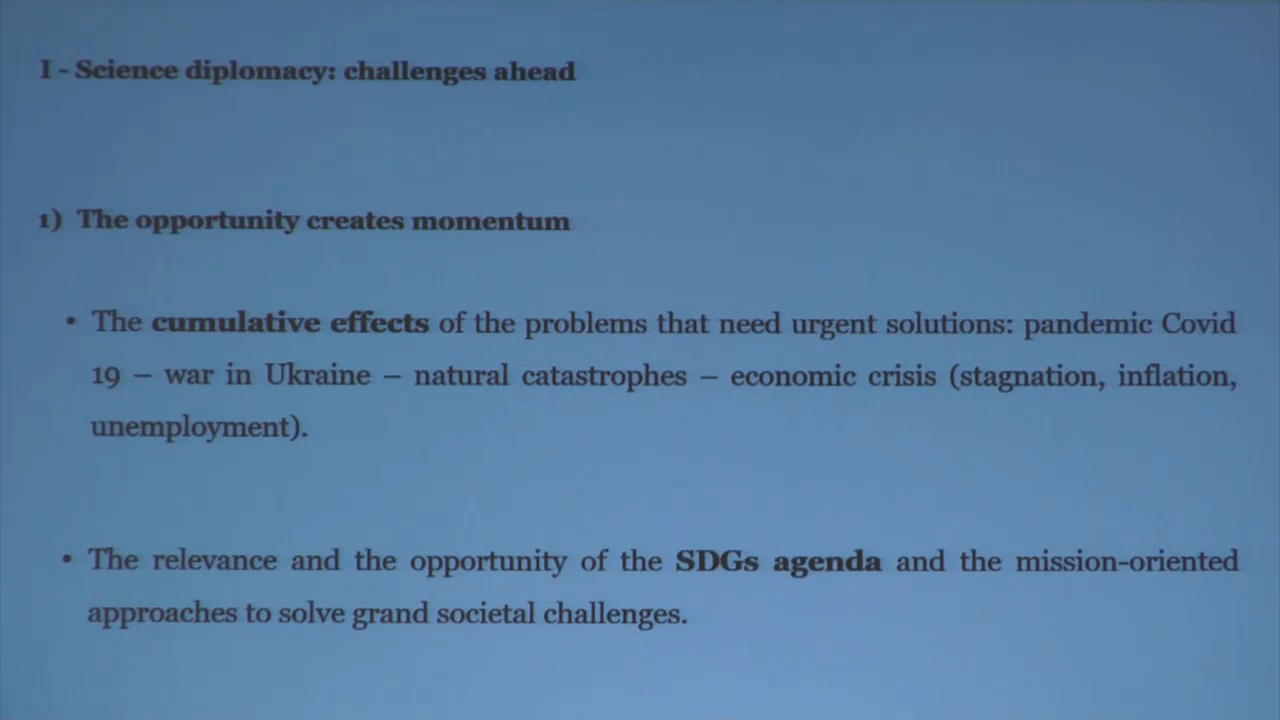 I - Science diplomacy: challenges ahead
1) The opportunity creates momentum
• The cumulative effects of the problems that need urgent solutions: pandemic Covid
19 – war in Ukraine – natural catastrophes – economic crisis (stagnation, inflation,
unemployment).
• The relevance and the opportunity of the SDGs agenda and the mission-oriented
approaches to solve grand societal challenges.